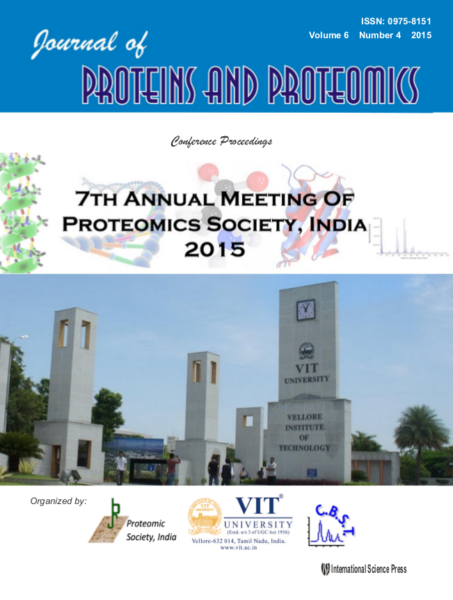 ISSN: 0975-8151
Volume 6 Number 4 2015
Journal of
PROTEINS AND PROTEOMICS
Conference Proceedings
7TH ANNUAL MEETING OF
PROTEOMICS SOCIETY, INDIA
2015
VIT
UNIVERSITY
VELLORE
INSTITUTE
OF
TECHNOLOGY
Organized by:
Proteomic
Society, India
VIT
VIT®
UNIVERSITY
(Estd. u/s 3 of UGC Act 1956)
Vellore-632 014, Tamil Nadu, India.
www.vit.ac.in
C.B.S.T
International Science Press